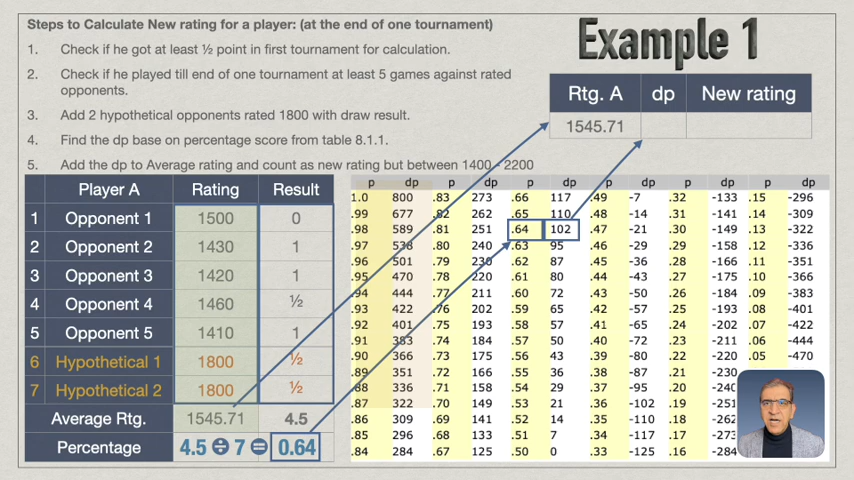 Steps to Calculate New rating for a player: (at the end of one tournament)
1. Check if he got at least ½ point in first tournament for calculation.
2. Check if he played till end of one tournament at least 5 games against rated
opponents.
3. Add 2 hypothetical opponents rated 1800 with draw result.
4. Find the dp base on percentage score from table 8.1.1.
5. Add the dp to Average rating and count as new rating but between 1400 - 2200
Example 1
Rtg. A dp New rating
1545.71
Player A Rating Result
1 Opponent 1 1500 0
2 Opponent 2 1430 1
3 Opponent 3 1420 1
4 Opponent 4 1460 ½
5 Opponent 5 1410 1
6 Hypothetical 1 1800 ½
7 Hypothetical 2 1800 ½
Average Rtg. 1545.71 4.5
Percentage 4.5 ÷ 7 = 0.64
p dp p dp p dp p dp p dp p dp
1.0 800 .83 273 .66 117 .49 -7 .32 -133 .15 -296
.99 677 .82 262 .65 110 .48 -14 .31 -141 .14 -309
.98 589 .81 251 .64 102 .47 -21 .30 -149 .13 -322
.97 538 .80 240 .63 95 .46 -29 .29 -158 .12 -336
.96 501 .79 230 .62 87 .45 -36 .28 -166 .11 -351
.95 470 .78 220 .61 80 .44 -43 .27 -175 .10 -366
.94 444 .77 211 .60 72 .43 -50 .26 -184 .09 -383
.93 422 .76 202 .59 65 .42 -57 .25 -193 .08 -401
.92 401 .75 193 .58 57 .41 -65 .24 -202 .07 -422
.91 383 .74 184 .57 50 .40 -72 .23 -211 .06 -444
.90 366 .73 175 .56 43 .39 -80 .22 -220 .05 -470
.89 351 .72 166 .55 36 .38 -87 .21 -230
.88 336 .71 158 .54 29 .37 -95 .20 -240
.87 322 .70 149 .53 21 .36 -102 .19 -251
.86 309 .69 141 .52 14 .35 -110 .18 -262
.85 296 .68 133 .51 7 .34 -117 .17 -273
.84 284 .67 125 .50 0 .33 -125 .16 -284